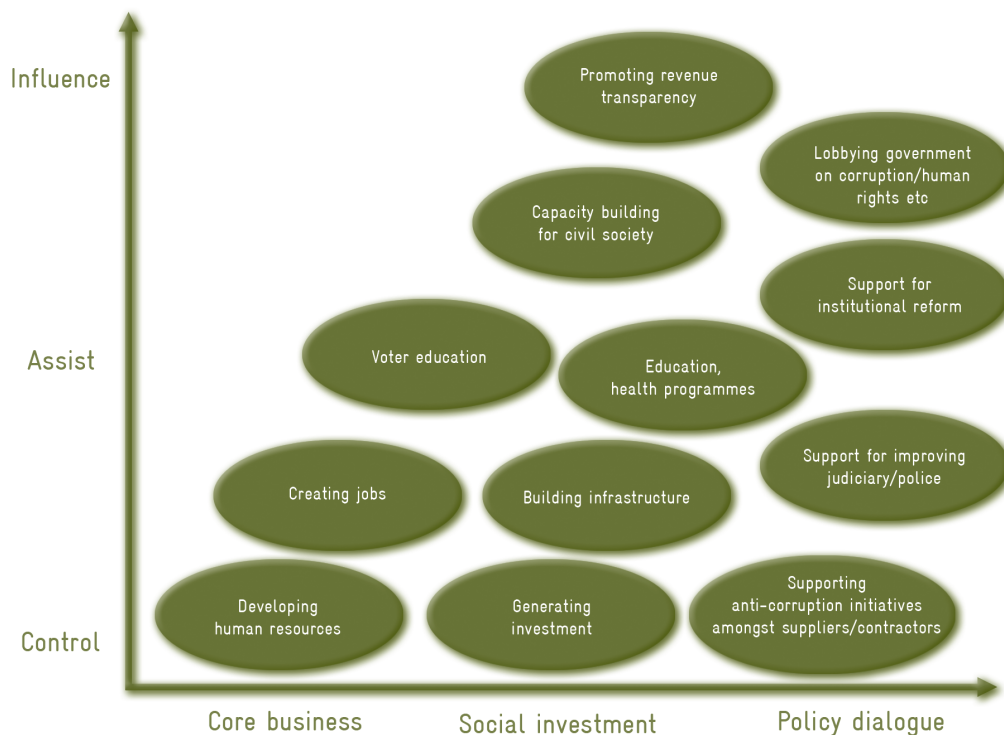 Influence
Promoting revenue
transparency
Lobbying government
on corruption/human
rights etc
Capacity building
for civil society
Support for
institutional reform
Assist
Voter education
Education,
health programmes
Support for improving
judiciary/police
Creating jobs
Building infrastructure
Control
Developing
human resources
Generating
investment
Supporting
anti-corruption initiatives
amongst suppliers/contractors
Core business
Social investment
Policy dialogue